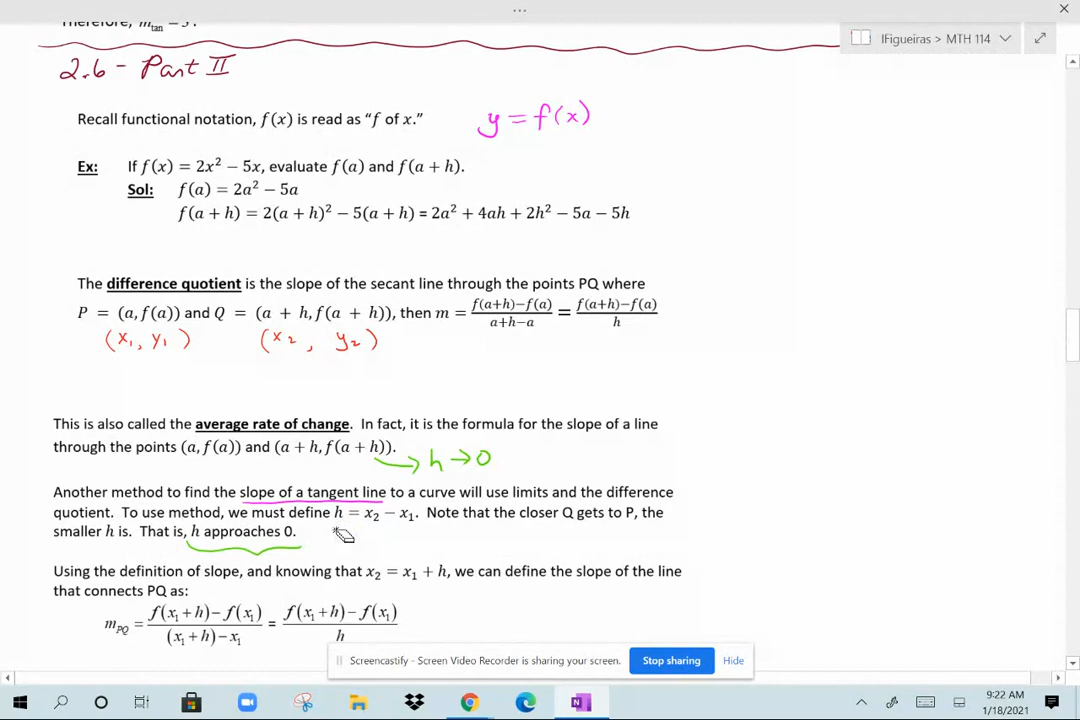 Therefore, m_tan = 3.
IFigueiras > MTH 114
2.6 - Part II
Recall functional notation, f(x) is read as “f of x.”
y = f(x)
Ex: If f(x) = 2x² − 5x, evaluate f(a) and f(a + h).
Sol: f(a) = 2a² − 5a
f(a + h) = 2(a + h)² − 5(a + h) = 2a² + 4ah + 2h² − 5a − 5h
The difference quotient is the slope of the secant line through the points PQ where
P = (a, f(a)) and Q = (a + h, f(a + h)), then m = f(a+h)−f(a) / a+h−a = f(a+h)−f(a) / h
(x₁, y₁) (x₂, y₂)
This is also called the average rate of change. In fact, it is the formula for the slope of a line
through the points (a, f(a)) and (a + h, f(a + h)).
→ h → 0
Another method to find the slope of a tangent line to a curve will use limits and the difference
quotient. To use method, we must define h = x₂ − x₁. Note that the closer Q gets to P, the
smaller h is. That is, h approaches 0.
Using the definition of slope, and knowing that x₂ = x₁ + h, we can define the slope of the line
that connects PQ as:
m_PQ = f(x₁+h)−f(x₁) / (x₁+h)−x₁ = f(x₁+h)−f(x₁) / h
Screencastify - Screen Video Recorder is sharing your screen. Stop sharing Hide
9:22 AM
1/18/2021